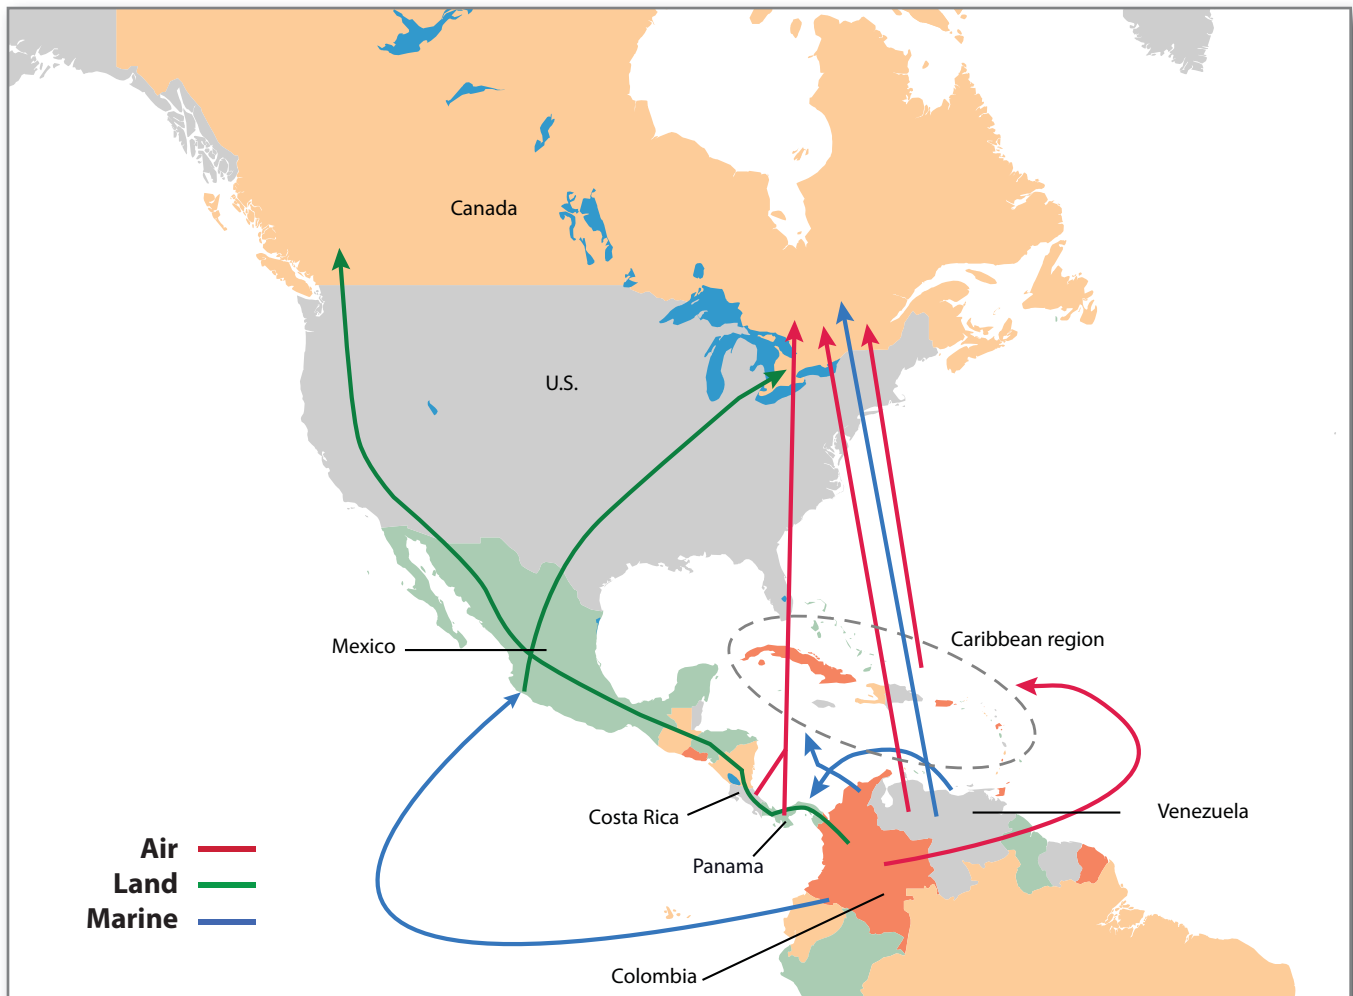 Canada
U.S.
Mexico
Caribbean region
Costa Rica
Venezuela
Panama
Air
Land
Marine
Colombia